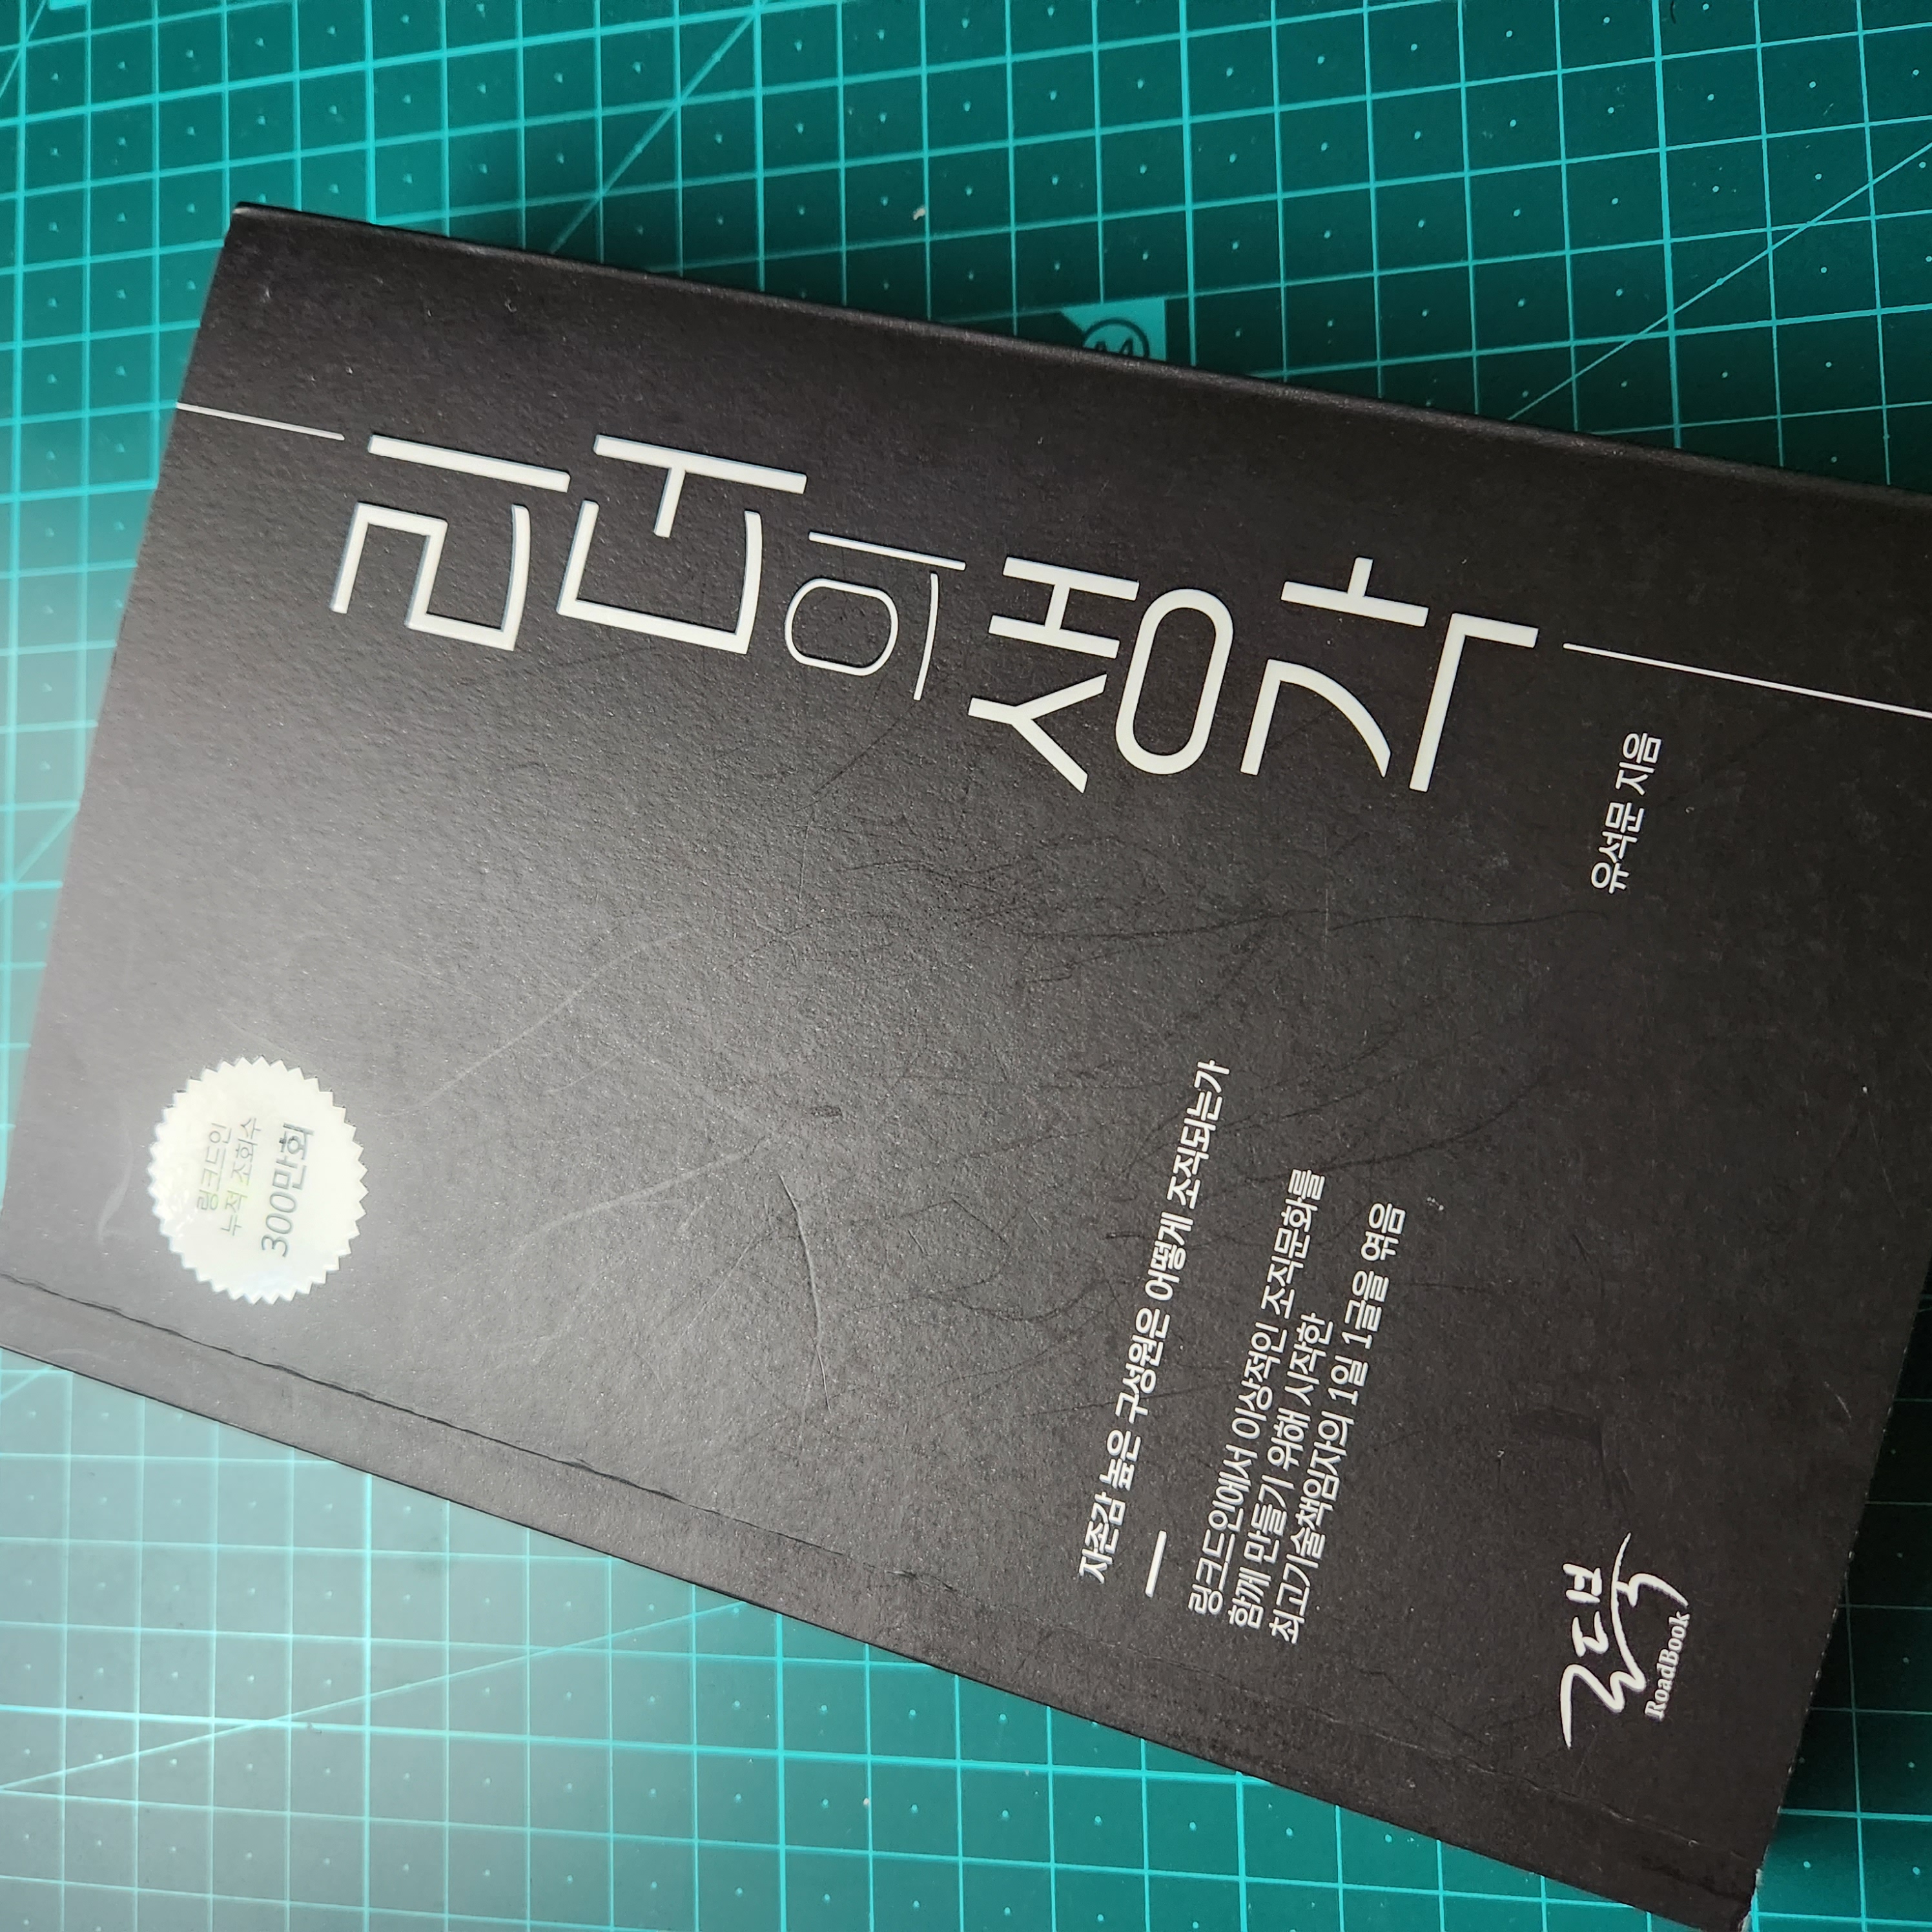 링크드인
누적 조회수
300만회
리더의 생각
자존감 높은 구성원은 어떻게 조직되는가
링크드인에서 이상적인 조직문화를
함께 만들기 위해 시작한
최고기술책임자의 1일 1글을 엮음
유석문 지음
로드북
RoadBook